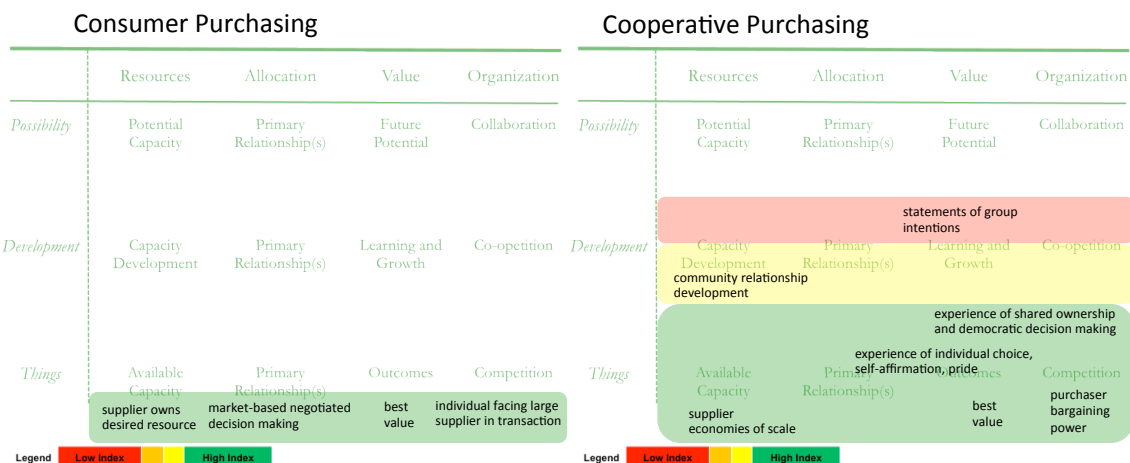 Consumer Purchasing
Resources Allocation Value Organization
Possibility Potential Capacity Primary Relationship(s) Future Potential Collaboration
Development Capacity Development Primary Relationship(s) Learning and Growth Co-opetition
Things Available Capacity Primary Relationship(s) Outcomes Competition
supplier owns desired resource
market-based negotiated decision making
best value
individual facing large supplier in transaction
Legend Low Index High Index
Cooperative Purchasing
Resources Allocation Value Organization
Possibility Potential Capacity Primary Relationship(s) Future Potential Collaboration
statements of group intentions
Development Capacity Development Primary Relationship(s) Learning and Growth Co-opetition
community relationship development
experience of shared ownership and democratic decision making
experience of individual choice, self-affirmation, pride
Things Available Capacity Primary Relationship(s) Outcomes Competition
supplier economies of scale
best value
purchaser bargaining power
Legend Low Index High Index